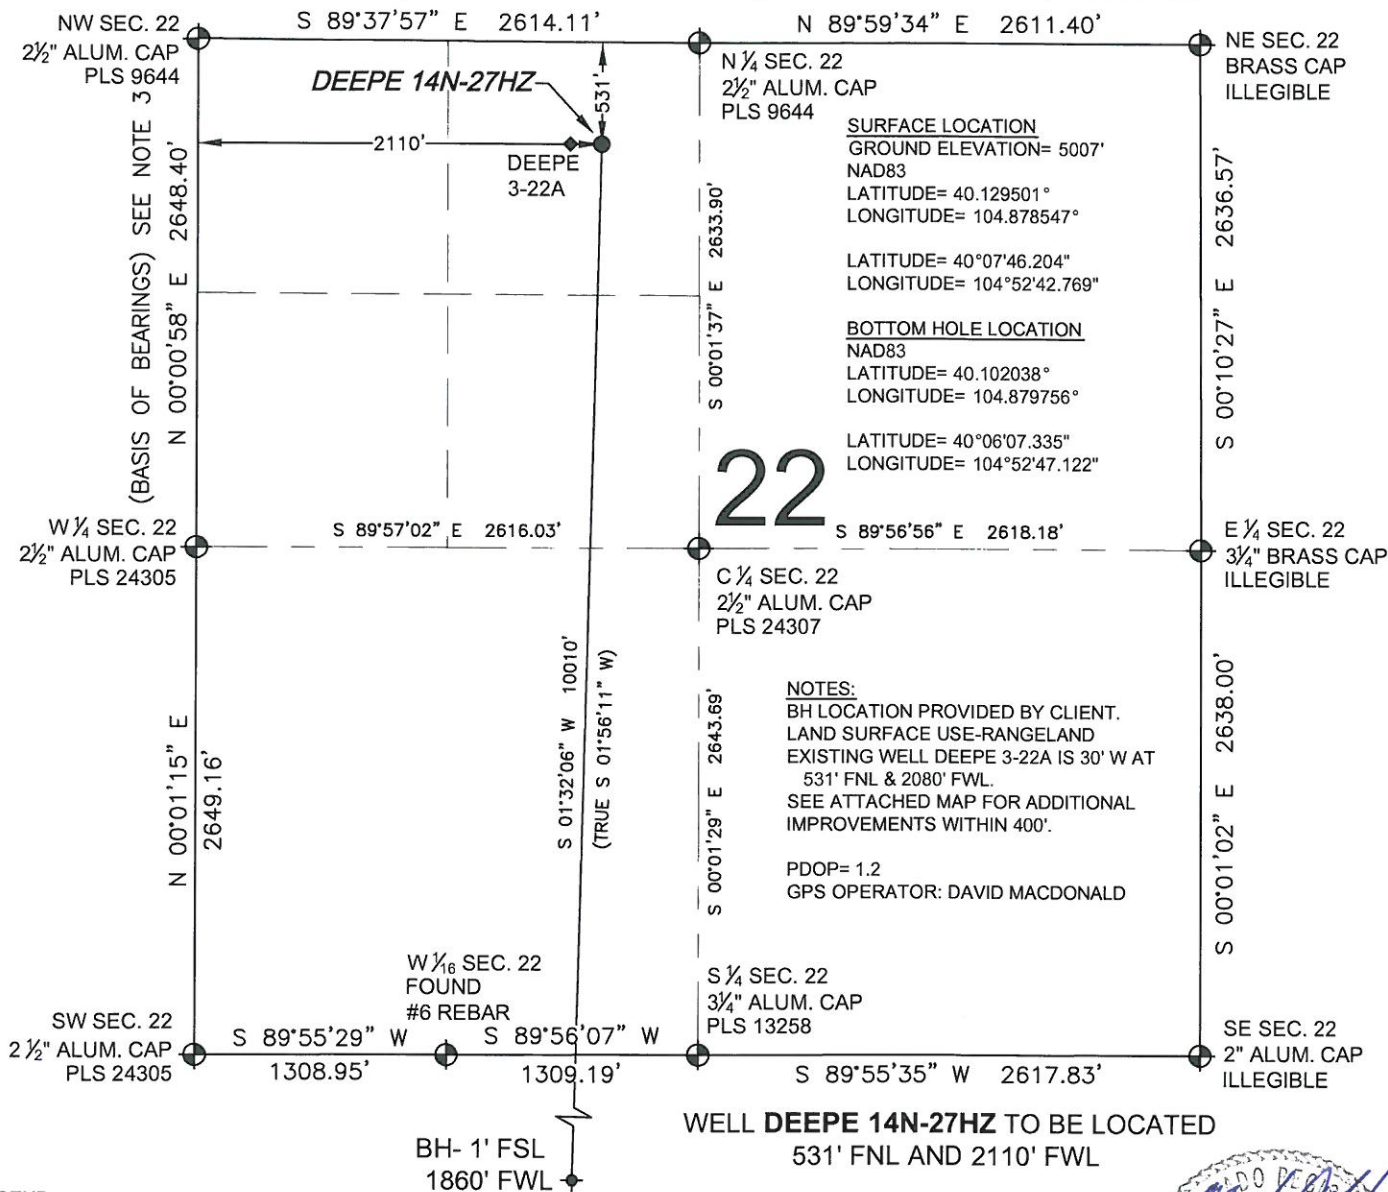 S 89°37'57" E 2614.11'
N 89°59'34" E 2611.40'
NW SEC. 22
2½" ALUM. CAP
PLS 9644
N ¼ SEC. 22
2½" ALUM. CAP
PLS 9644
NE SEC. 22
BRASS CAP
ILLEGIBLE
DEEPE 14N-27HZ
531'
2110'
DEEPE
3-22A
(BASIS OF BEARINGS) SEE NOTE 3
N 00°00'58" E 2648.40'
S 00°01'37" E 2633.90'
S 00°10'27" E 2636.57'
SURFACE LOCATION
GROUND ELEVATION= 5007'
NAD83
LATITUDE= 40.129501°
LONGITUDE= 104.878547°
LATITUDE= 40°07'46.204"
LONGITUDE= 104°52'42.769"
BOTTOM HOLE LOCATION
NAD83
LATITUDE= 40.102038°
LONGITUDE= 104.879756°
LATITUDE= 40°06'07.335"
LONGITUDE= 104°52'47.122"
22
W ¼ SEC. 22
2½" ALUM. CAP
PLS 24305
S 89°57'02" E 2616.03'
S 89°56'56" E 2618.18'
E ¼ SEC. 22
3¼" BRASS CAP
ILLEGIBLE
C ¼ SEC. 22
2½" ALUM. CAP
PLS 24307
N 00°01'15" E
2649.16'
S 01°32'06" W 10010'
(TRUE S 01°56'11" W)
S 00°01'29" E 2643.69'
S 00°01'02" E 2638.00'
NOTES:
BH LOCATION PROVIDED BY CLIENT.
LAND SURFACE USE-RANGELAND
EXISTING WELL DEEPE 3-22A IS 30' W AT
531' FNL & 2080' FWL.
SEE ATTACHED MAP FOR ADDITIONAL
IMPROVEMENTS WITHIN 400'.
PDOP= 1.2
GPS OPERATOR: DAVID MACDONALD
W 1/16 SEC. 22
FOUND
#6 REBAR
S ¼ SEC. 22
3¼" ALUM. CAP
PLS 13258
SW SEC. 22
2 ½" ALUM. CAP
PLS 24305
S 89°55'29" W
1308.95'
S 89°56'07" W
1309.19'
S 89°55'35" W 2617.83'
SE SEC. 22
2" ALUM. CAP
ILLEGIBLE
BH- 1' FSL
1860' FWL
WELL DEEPE 14N-27HZ TO BE LOCATED
531' FNL AND 2110' FWL